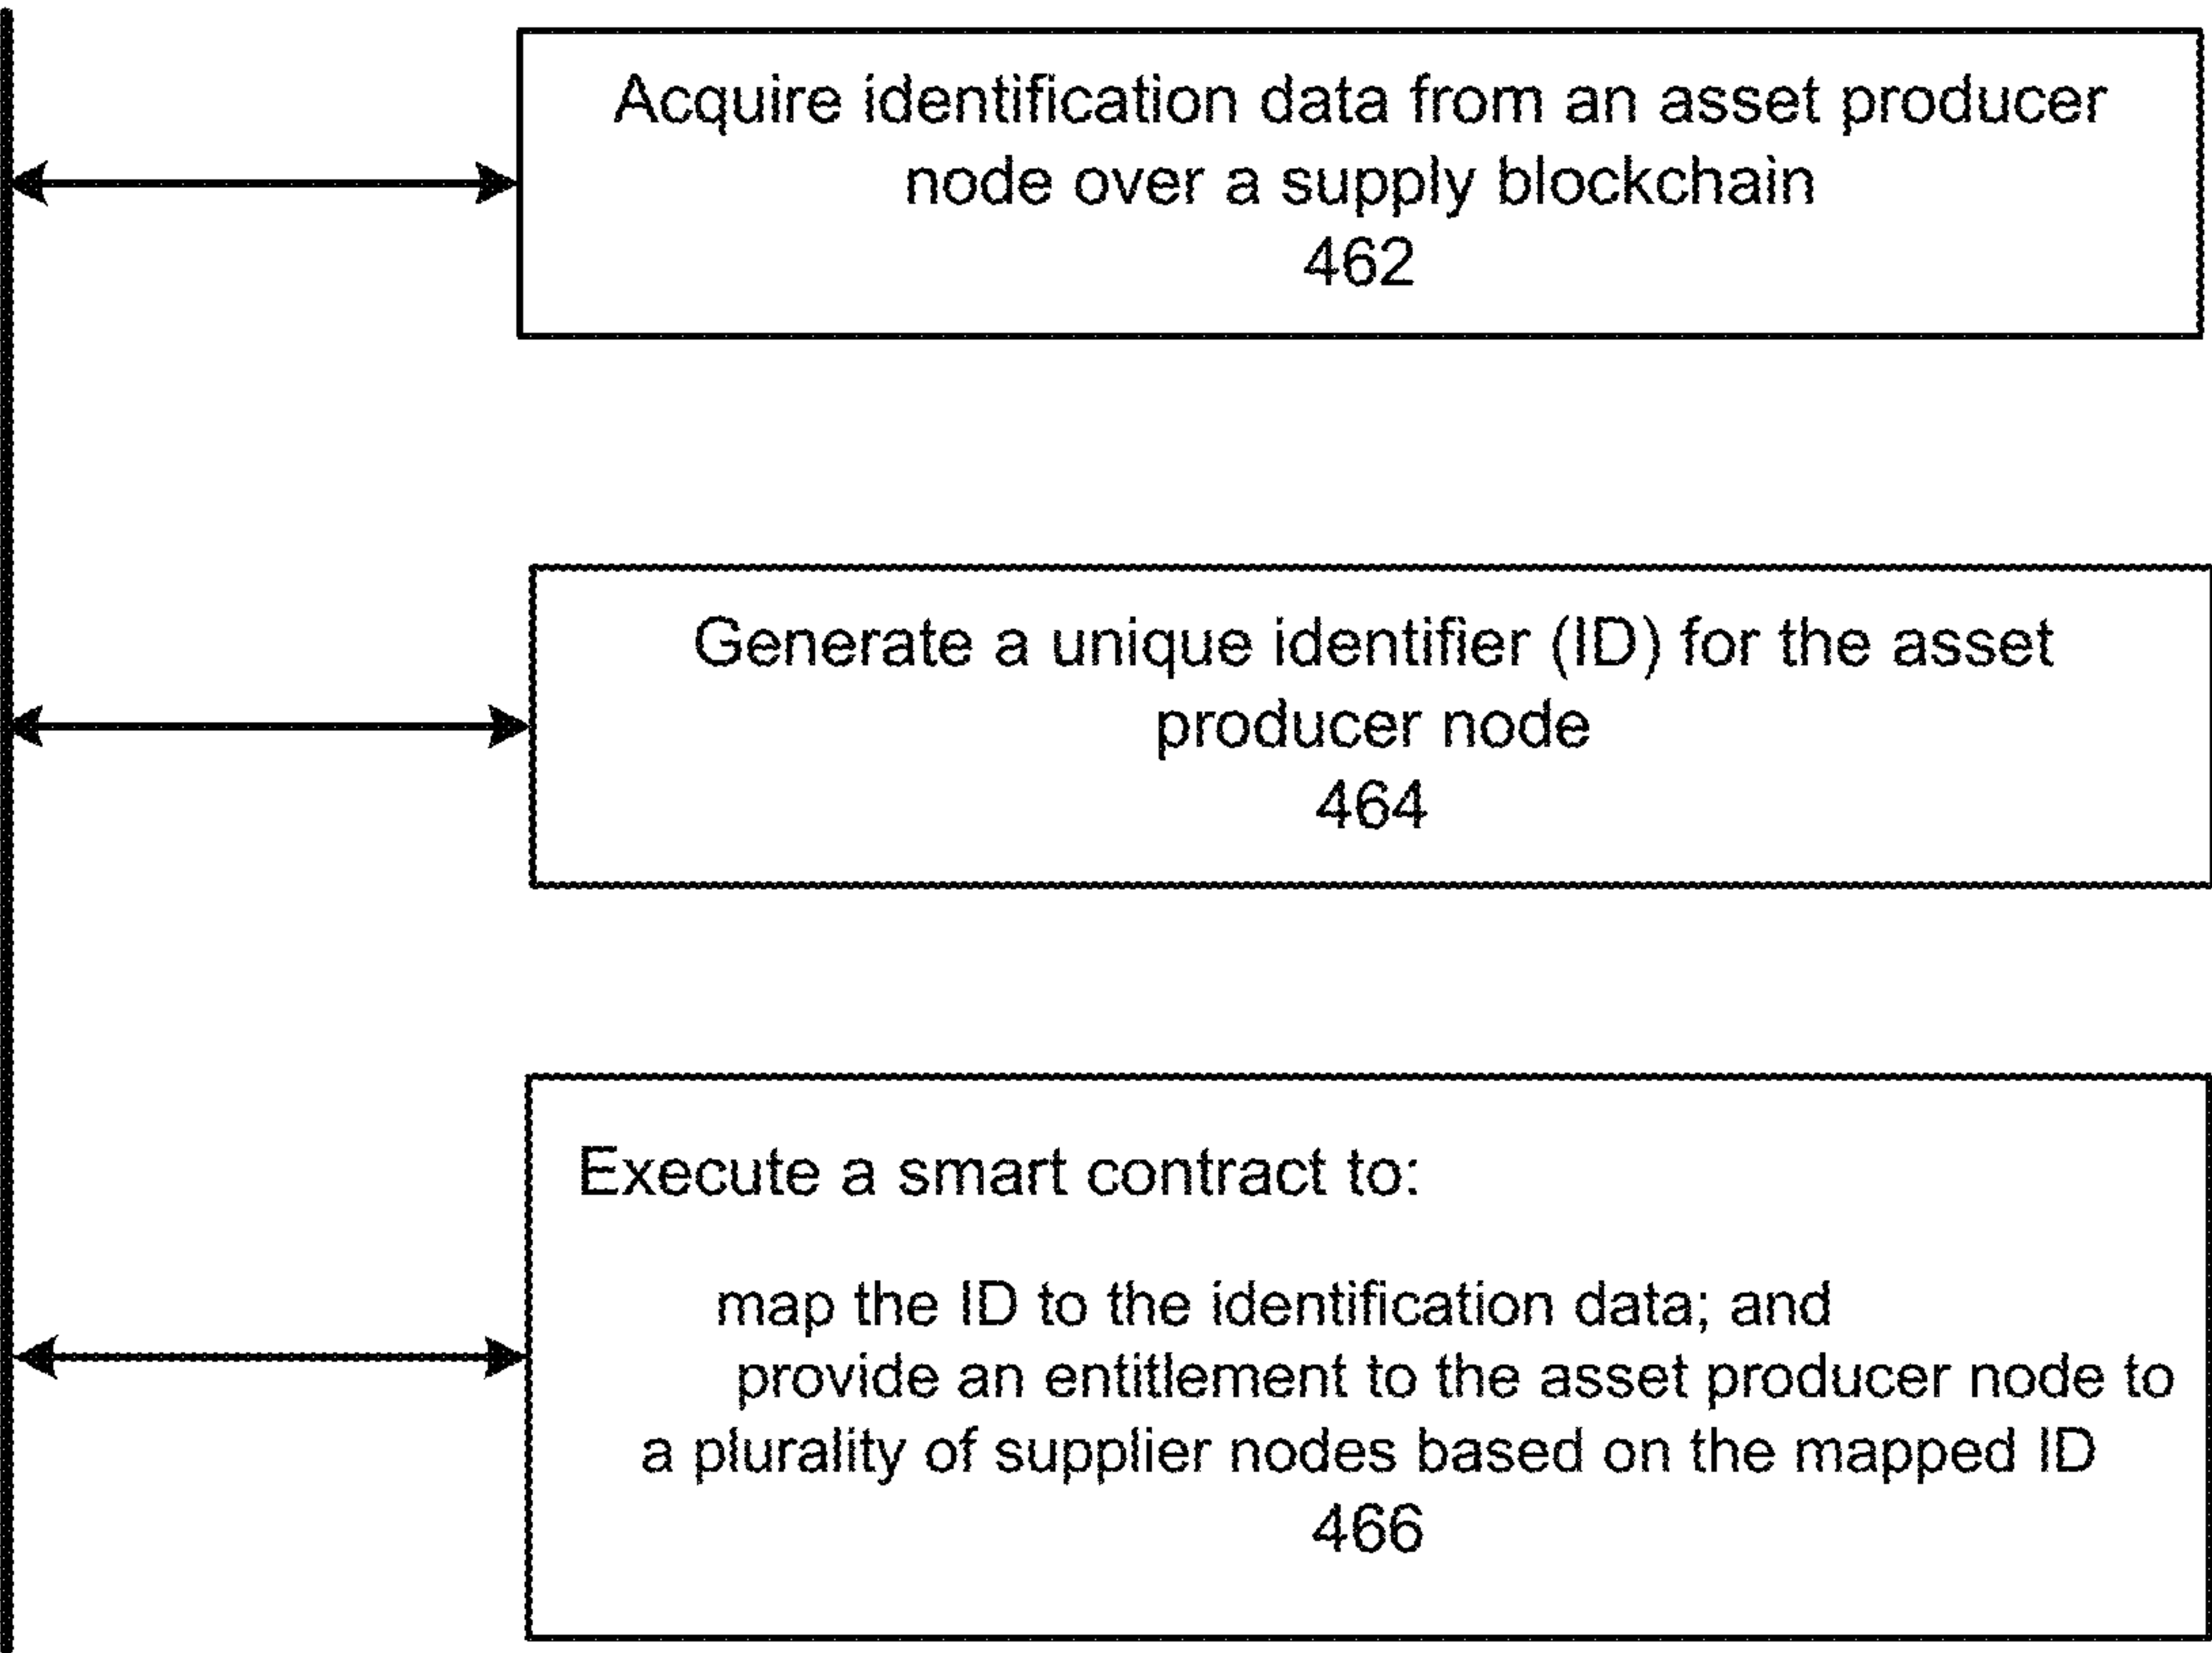 Acquire identification data from an asset producer
node over a supply blockchain
462
Generate a unique identifier (ID) for the asset
producer node
464
Execute a smart contract to:
map the ID to the identification data; and
provide an entitlement to the asset producer node to
a plurality of supplier nodes based on the mapped ID
466